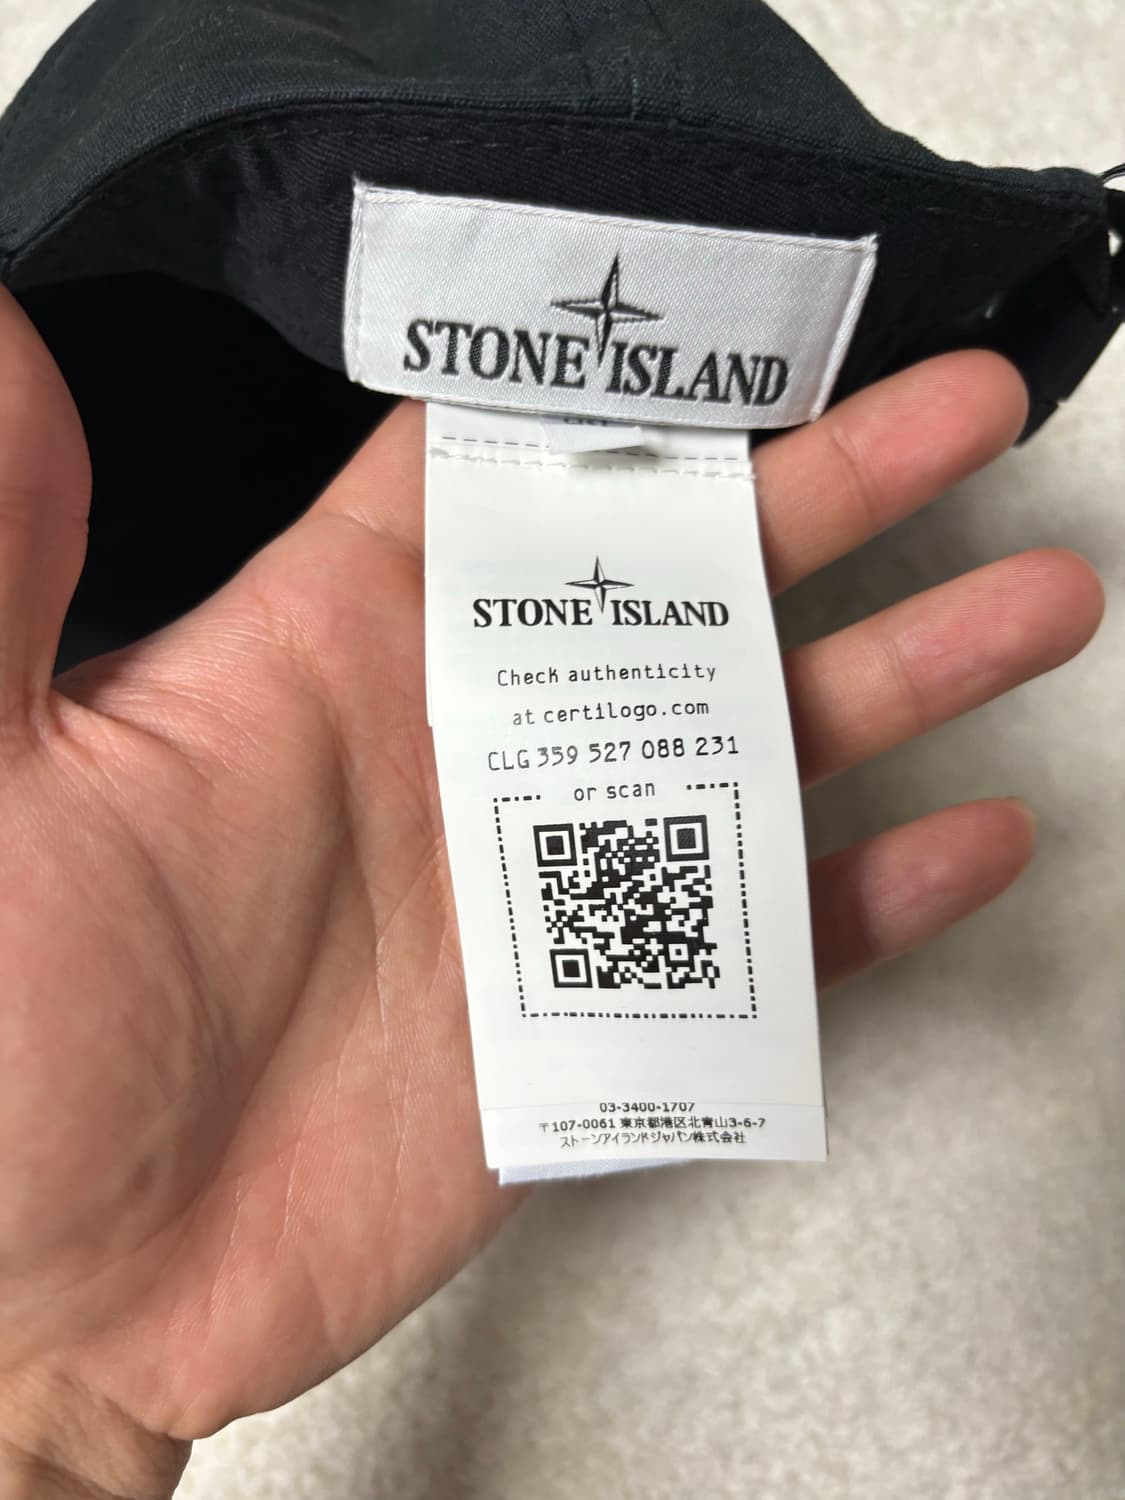 STONE ISLAND
STONE ISLAND
Check authenticity
at certilogo.com
CLG 359 527 088 231
or scan
03-3400-1707
〒107-0061 東京都港区北青山3-6-7
ストーンアイランドジャパン株式会社